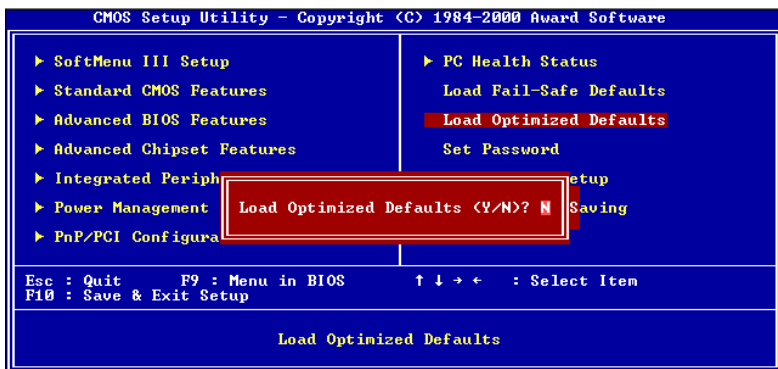 CMOS Setup Utility - Copyright (C) 1984-2000 Award Software
► SoftMenu III Setup
► Standard CMOS Features
► Advanced BIOS Features
► Advanced Chipset Features
► Integrated Periph
► Power Management
► PnP/PCI Configura
► PC Health Status
Load Fail-Safe Defaults
Load Optimized Defaults
Set Password
etup
Saving
Load Optimized Defaults (Y/N)? N
Esc : Quit F9 : Menu in BIOS ↑ ↓ → ← : Select Item
F10 : Save & Exit Setup
Load Optimized Defaults